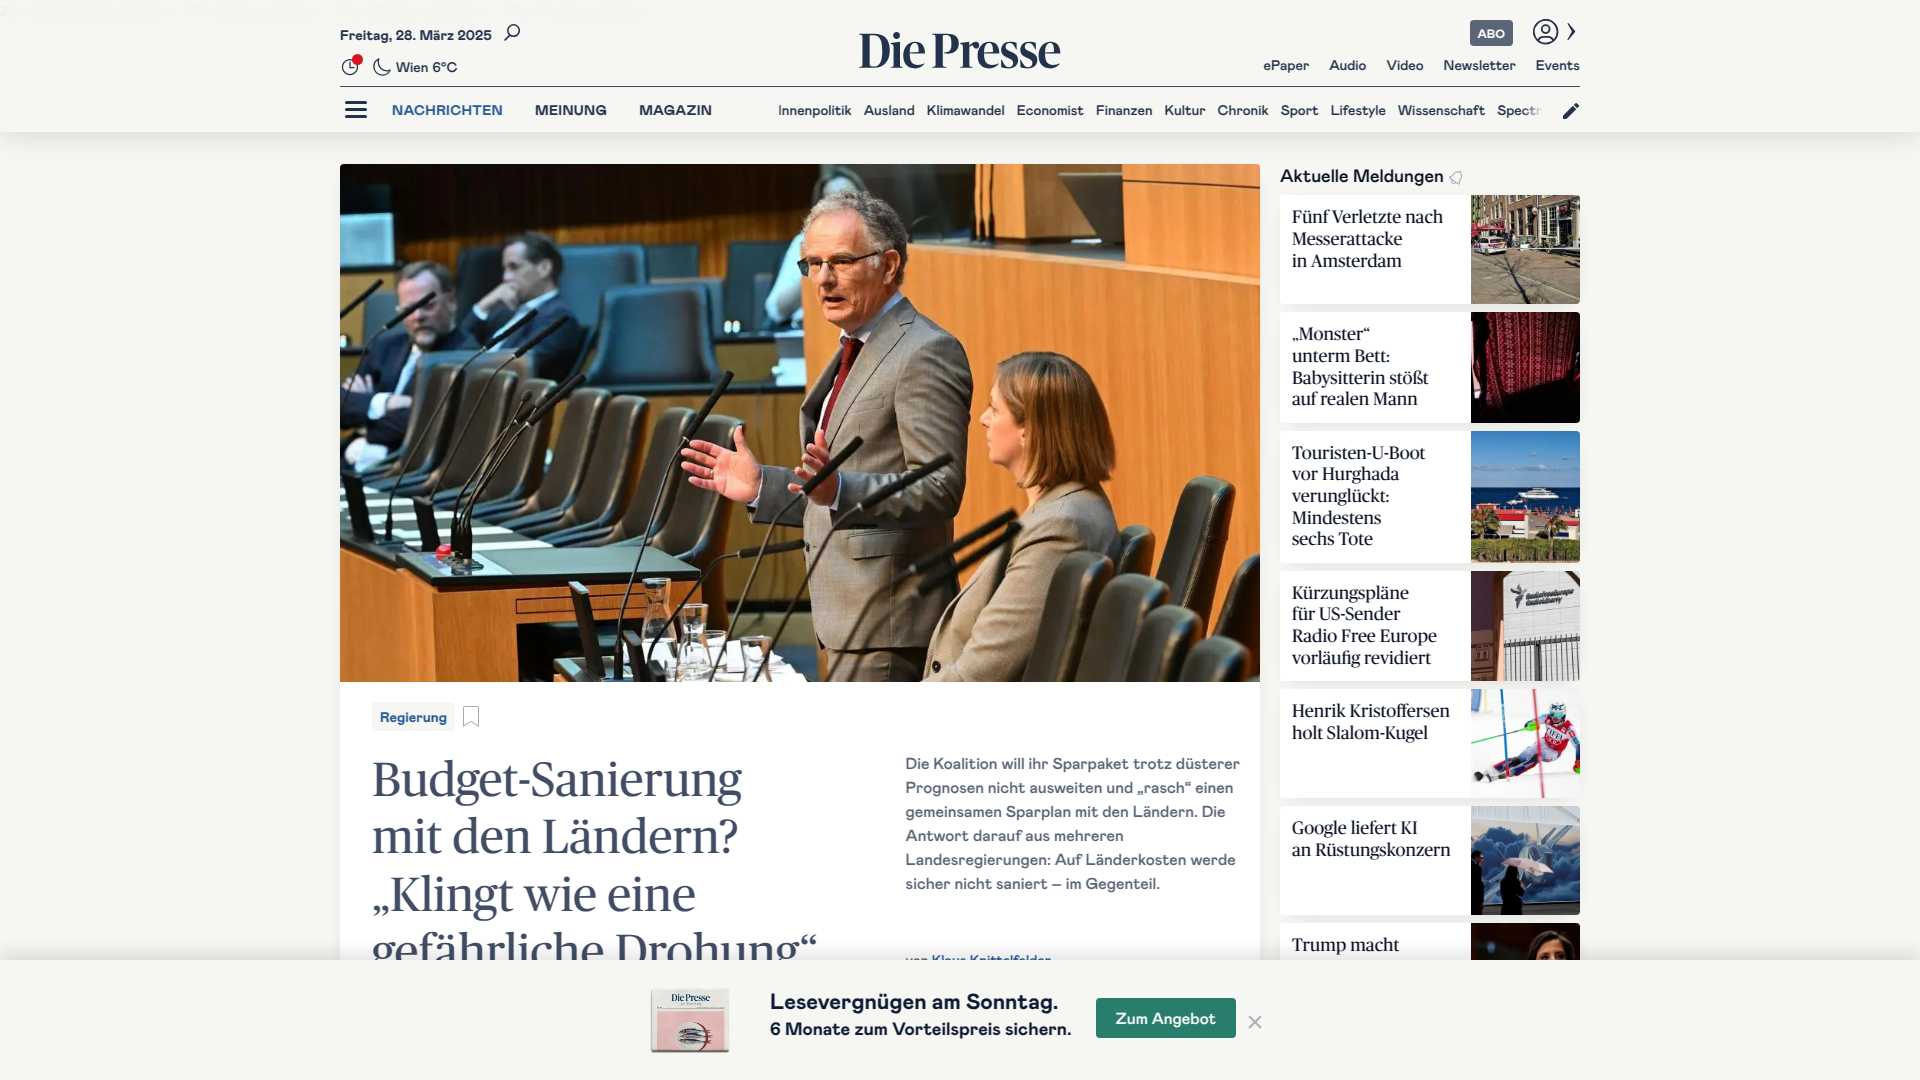 Freitag, 28. März 2025
Die Presse
ABO
Wien 6°C
ePaper Audio Video Newsletter Events
NACHRICHTEN MEINUNG MAGAZIN
Innenpolitik Ausland Klimawandel Economist Finanzen Kultur Chronik Sport Lifestyle Wissenschaft Spectr
Regierung
Budget-Sanierung
mit den Ländern?
„Klingt wie eine
gefährliche Drohung“
Die Koalition will ihr Sparpaket trotz düsterer
Prognosen nicht ausweiten und „rasch“ einen
gemeinsamen Sparplan mit den Ländern. Die
Antwort darauf aus mehreren
Landesregierungen: Auf Länderkosten werde
sicher nicht saniert – im Gegenteil.
von Klaus Knittelfelder
Aktuelle Meldungen
Fünf Verletzte nach
Messerattacke
in Amsterdam
„Monster“
unterm Bett:
Babysitterin stößt
auf realen Mann
Touristen-U-Boot
vor Hurghada
verunglückt:
Mindestens
sechs Tote
Kürzungspläne
für US-Sender
Radio Free Europe
vorläufig revidiert
Henrik Kristoffersen
holt Slalom-Kugel
Google liefert KI
an Rüstungskonzern
Trump macht
Die Presse
Lesevergnügen am Sonntag.
6 Monate zum Vorteilspreis sichern.
Zum Angebot